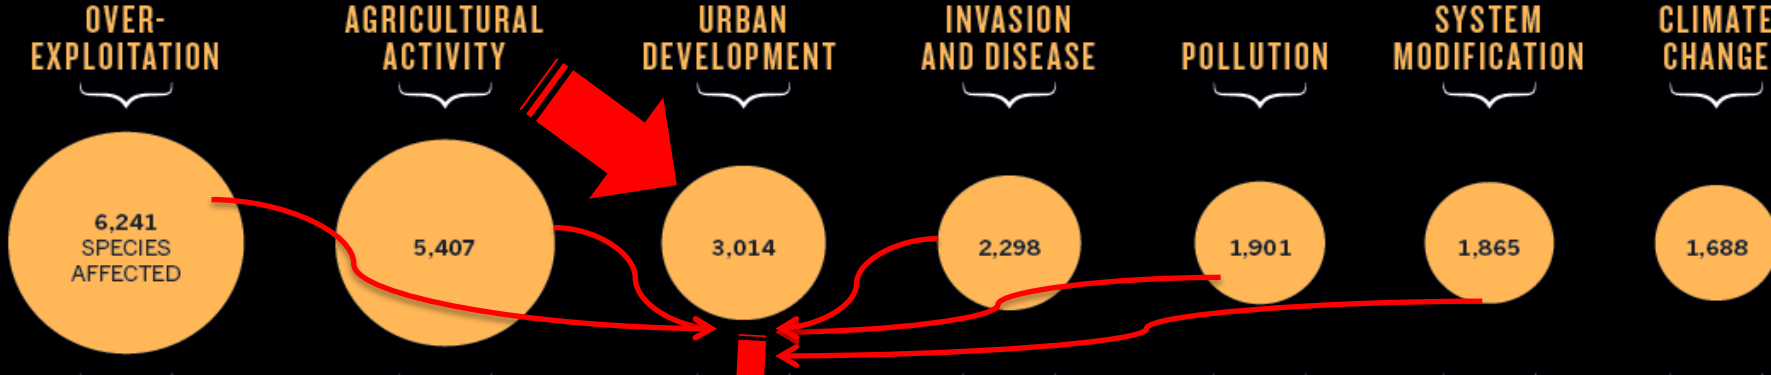 OVER-
EXPLOITATION
AGRICULTURAL
ACTIVITY
URBAN
DEVELOPMENT
INVASION
AND DISEASE
POLLUTION
SYSTEM
MODIFICATION
CLIMATE
CHANGE
6,241
SPECIES
AFFECTED
5,407
3,014
2,298
1,901
1,865
1,688